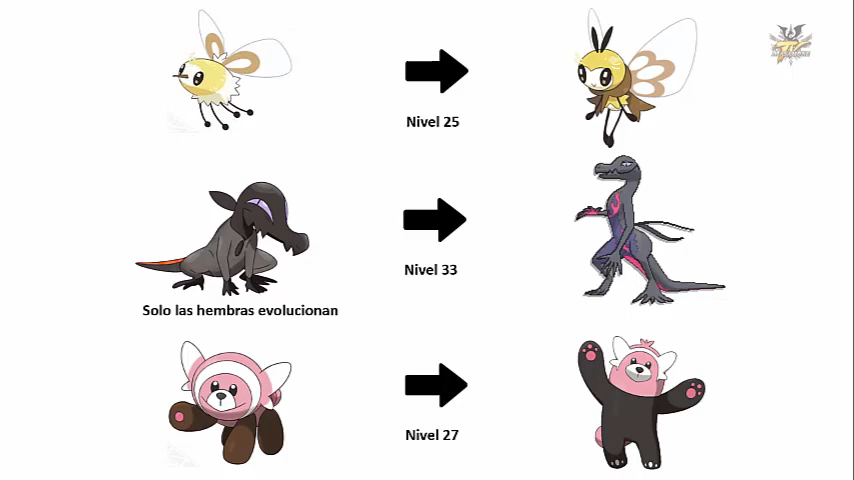 Nivel 25
Nivel 33
Solo las hembras evolucionan
Nivel 27